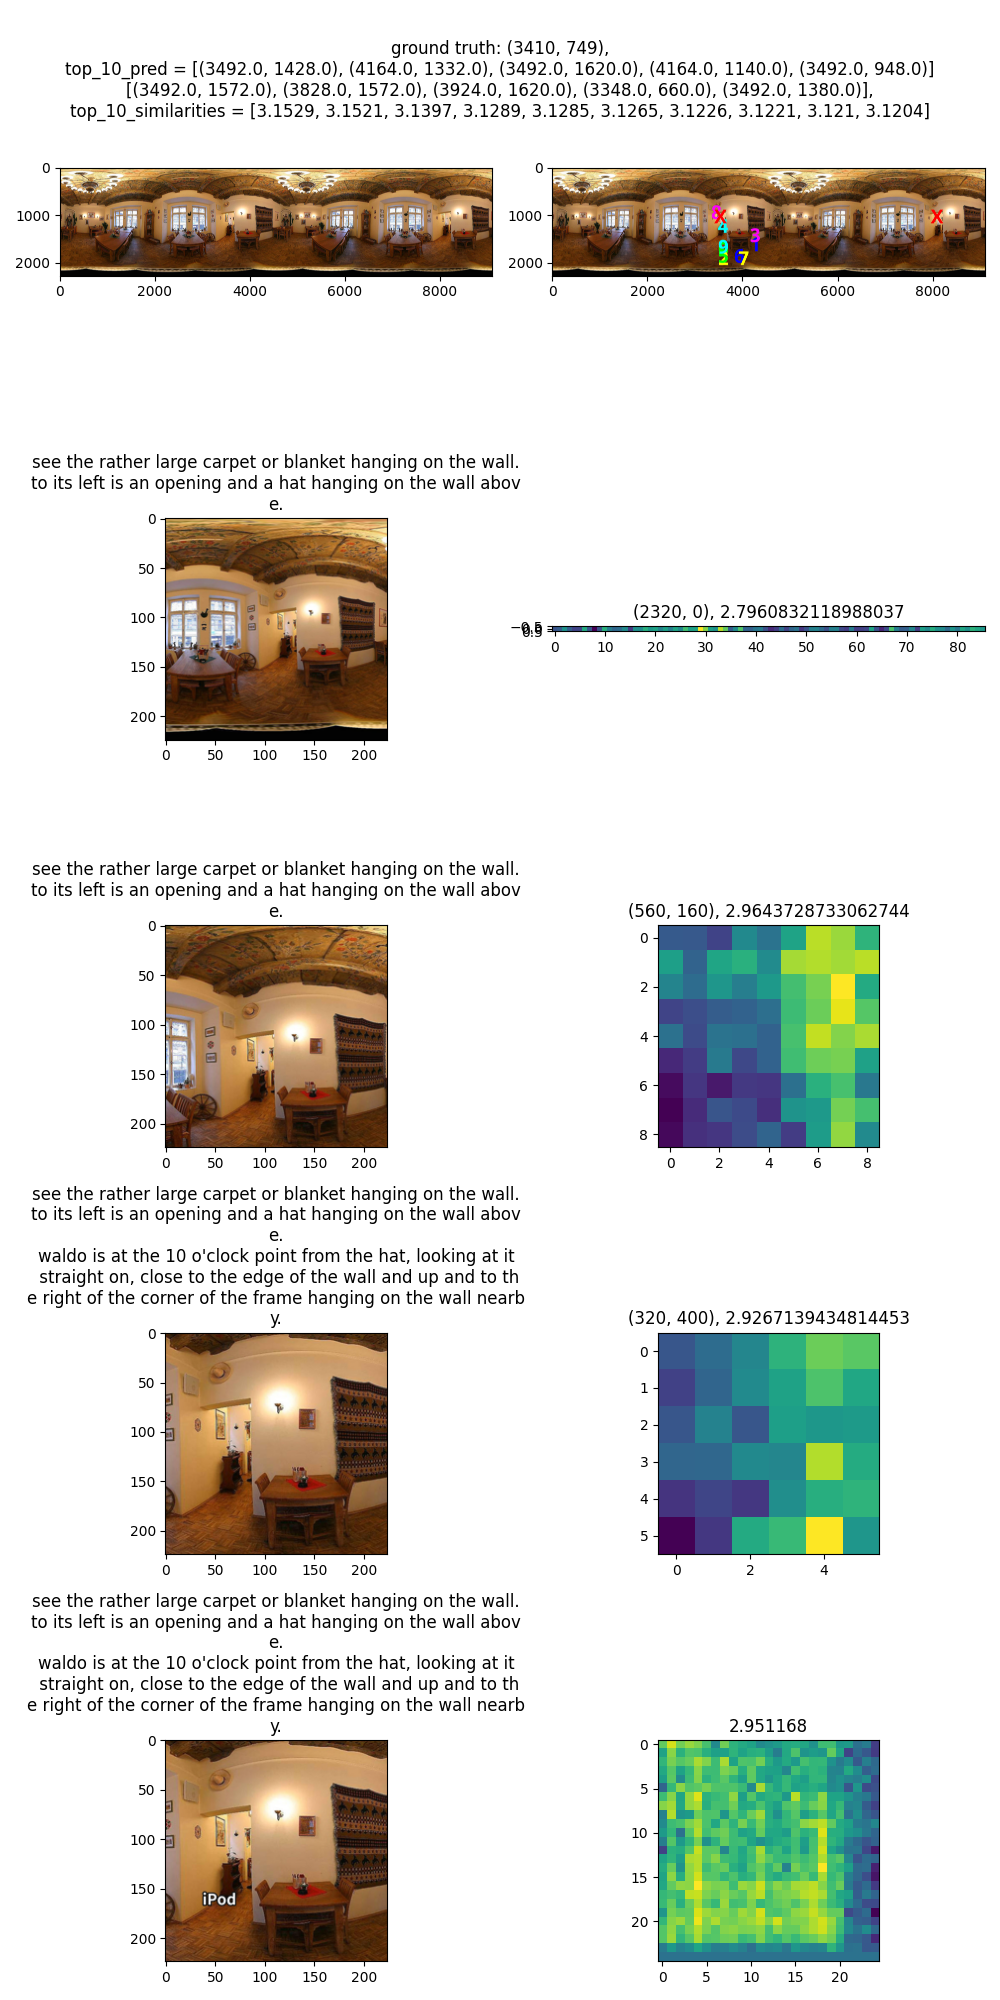 ground truth: (3410, 749),
top_10_pred = [(3492.0, 1428.0), (4164.0, 1332.0), (3492.0, 1620.0), (4164.0, 1140.0), (3492.0, 948.0)]
[(3492.0, 1572.0), (3828.0, 1572.0), (3924.0, 1620.0), (3348.0, 660.0), (3492.0, 1380.0)],
top_10_similarities = [3.1529, 3.1521, 3.1397, 3.1289, 3.1285, 3.1265, 3.1226, 3.1221, 3.121, 3.1204]
0
1000
2000
0 2000 4000 6000 8000
X
4
3
9
2
7
X
0 2000 4000 6000 8000
see the rather large carpet or blanket hanging on the wall.
to its left is an opening and a hat hanging on the wall abov
e.
0
50
100
150
200
0 50 100 150 200
(2320, 0), 2.7960832118988037
0 10 20 30 40 50 60 70 80
see the rather large carpet or blanket hanging on the wall.
to its left is an opening and a hat hanging on the wall abov
e.
0
50
100
150
200
0 50 100 150 200
(560, 160), 2.9643728733062744
0
2
4
6
8
0 2 4 6 8
see the rather large carpet or blanket hanging on the wall.
to its left is an opening and a hat hanging on the wall abov
e.
waldo is at the 10 o'clock point from the hat, looking at it
straight on, close to the edge of the wall and up and to th
e right of the corner of the frame hanging on the wall nearb
y.
0
50
100
150
200
0 50 100 150 200
(320, 400), 2.9267139434814453
0
1
2
3
4
5
0 2 4
see the rather large carpet or blanket hanging on the wall.
to its left is an opening and a hat hanging on the wall abov
e.
waldo is at the 10 o'clock point from the hat, looking at it
straight on, close to the edge of the wall and up and to th
e right of the corner of the frame hanging on the wall nearb
y.
0
50
100
150
200
iPod
0 50 100 150 200
2.951168
0
5
10
15
20
0 5 10 15 20